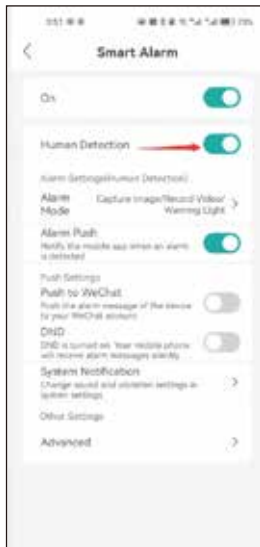 Smart Alarm
On
Human Detection
Alarm Settings(Human Detection)
Alarm Mode
Capture Image/Record Video/
Warning Light
Alarm Push
Notify the mobile app when an alarm
is detected
Push Settings
Push to WeChat
Push the alarm message of the device
to your WeChat account
DND
DND is turned on. Your mobile phone
will receive alarm messages silently
System Notification
Change sound and vibration settings in
system settings
Other Settings
Advanced